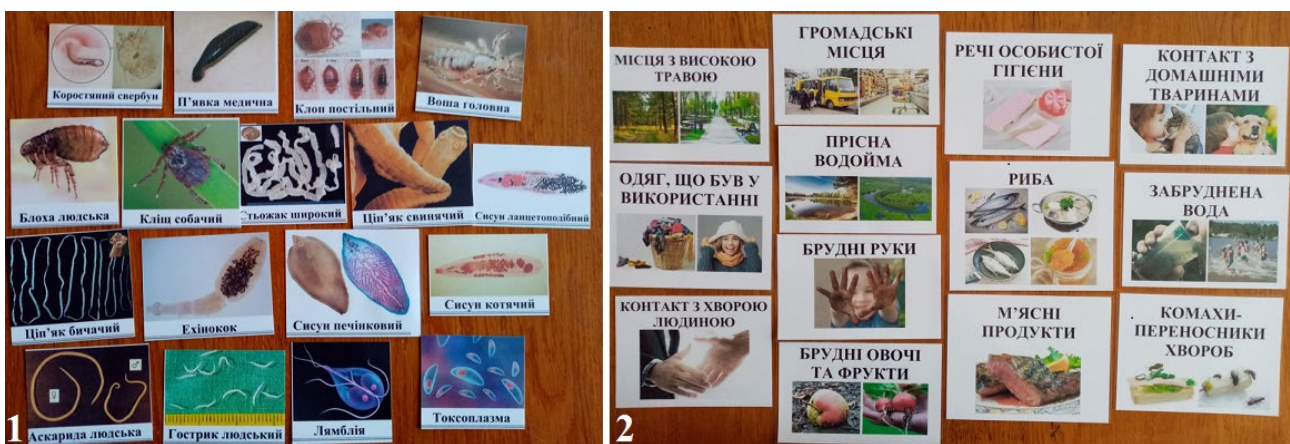 Коростяний свербун
П'явка медична
Клоп постільний
Воша головна
Блоха людська
Кліщ собачий
Стьожак широкий
Ціп'як свинячий
Сисун ланцетоподібний
Ціп'як бичачий
Ехінокок
Сисун печінковий
Сисун котячий
Аскарида людська
Гострик людський
Лямблія
Токсоплазма
1
МІСЦЯ З ВИСОКОЮ
ТРАВОЮ
ГРОМАДСЬКІ
МІСЦЯ
РЕЧІ ОСОБИСТОЇ
ГІГІЄНИ
КОНТАКТ З
ДОМАШНІМИ
ТВАРИНАМИ
ОДЯГ, ЩО БУВ У
ВИКОРИСТАННІ
ПРІСНА
ВОДОЙМА
РИБА
ЗАБРУДНЕНА
ВОДА
КОНТАКТ З ХВОРОЮ
ЛЮДИНОЮ
БРУДНІ РУКИ
БРУДНІ ОВОЧІ
ТА ФРУКТИ
М'ЯСНІ
ПРОДУКТИ
КОМАХИ-
ПЕРЕНОСНИКИ
ХВОРОБ
2